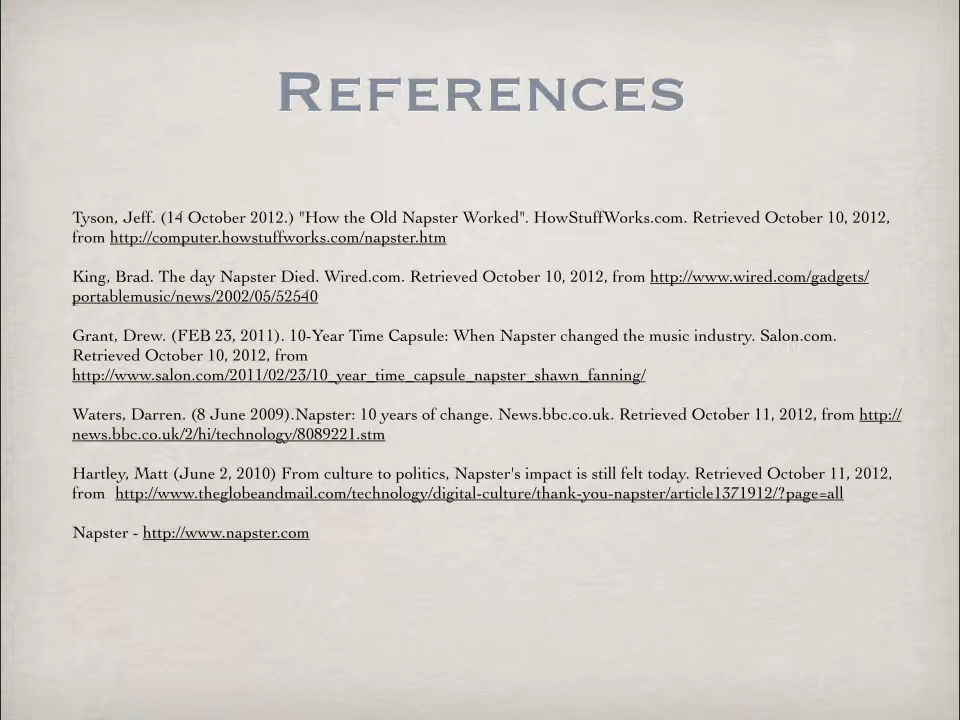 References
Tyson, Jeff. (14 October 2012.) "How the Old Napster Worked". HowStuffWorks.com. Retrieved October 10, 2012,
from http://computer.howstuffworks.com/napster.htm
King, Brad. The day Napster Died. Wired.com. Retrieved October 10, 2012, from http://www.wired.com/gadgets/
portablemusic/news/2002/05/52540
Grant, Drew. (FEB 23, 2011). 10-Year Time Capsule: When Napster changed the music industry. Salon.com.
Retrieved October 10, 2012, from
http://www.salon.com/2011/02/23/10_year_time_capsule_napster_shawn_fanning/
Waters, Darren. (8 June 2009).Napster: 10 years of change. News.bbc.co.uk. Retrieved October 11, 2012, from http://
news.bbc.co.uk/2/hi/technology/8089221.stm
Hartley, Matt (June 2, 2010) From culture to politics, Napster's impact is still felt today. Retrieved October 11, 2012,
from http://www.theglobeandmail.com/technology/digital-culture/thank-you-napster/article1371912/?page=all
Napster - http://www.napster.com